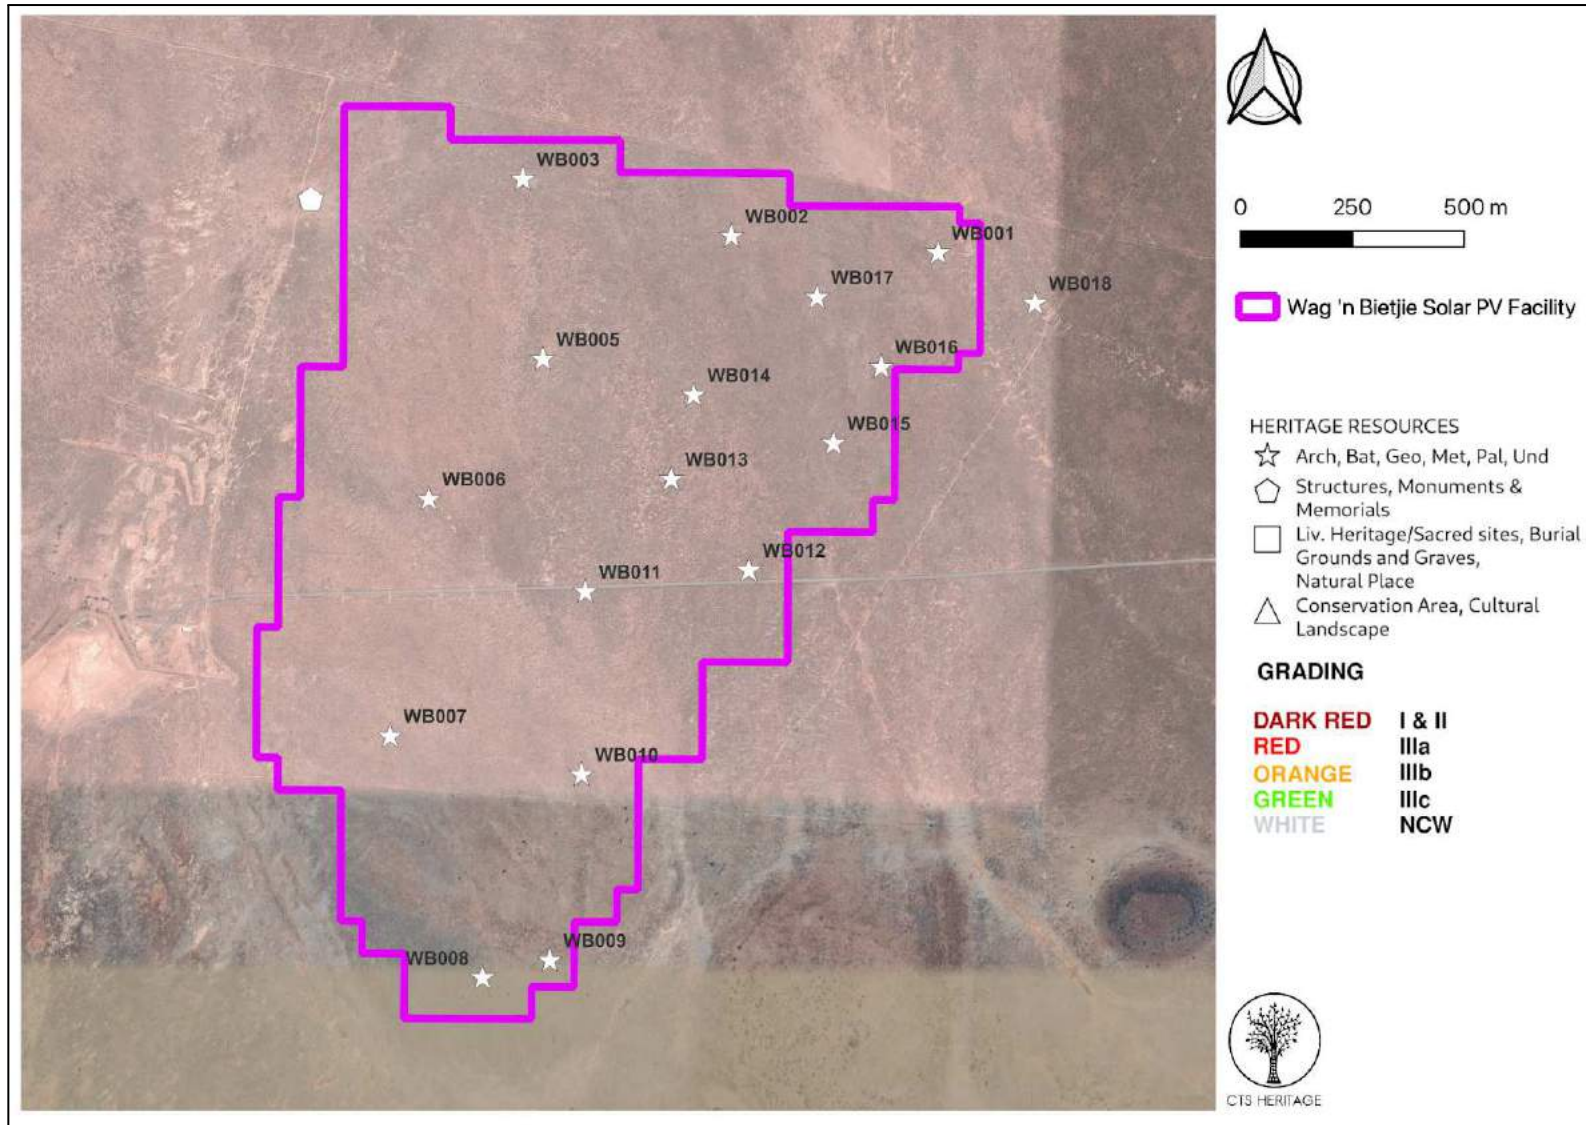 WB003
WB002
WB001
WB017
WB018
WB005
WB016
WB014
WB015
WB013
WB006
WB012
WB011
WB007
WB010
WB009
WB008
0 250 500 m
Wag 'n Bietjie Solar PV Facility
HERITAGE RESOURCES
Arch, Bat, Geo, Met, Pal, Und
Structures, Monuments &
Memorials
Liv. Heritage/Sacred sites, Burial
Grounds and Graves,
Natural Place
Conservation Area, Cultural
Landscape
GRADING
DARK RED I & II
RED IIIa
ORANGE IIIb
GREEN IIIc
WHITE NCW
CTS HERITAGE